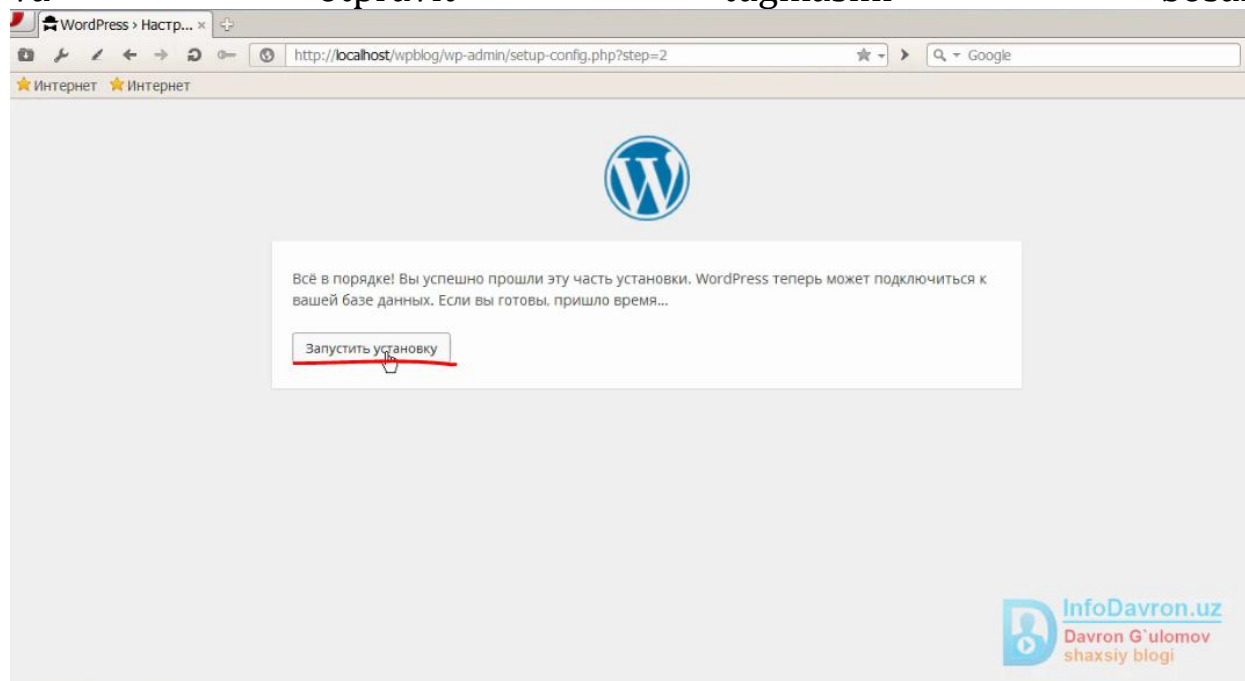 WordPress › Настр...
http://localhost/wpblog/wp-admin/setup-config.php?step=2
Google
Интернет Интернет
W
Всё в порядке! Вы успешно прошли эту часть установки. WordPress теперь может подключиться к
вашей базе данных. Если вы готовы, пришло время...
Запустить установку
InfoDavron.uz
Davron G`ulomov
shaxsiy blogi